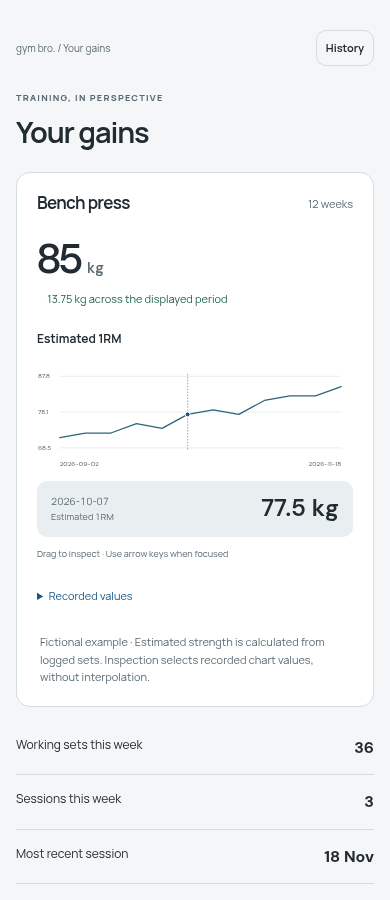 gym bro. / Your gains
History
TRAINING, IN PERSPECTIVE
Your gains
Bench press
12 weeks
85 kg
13.75 kg across the displayed period
Estimated 1RM
87.8
78.1
68.5
2026-09-02
2026-11-18
2026-10-07
Estimated 1RM
77.5 kg
Drag to inspect · Use arrow keys when focused
Recorded values
Fictional example · Estimated strength is calculated from
logged sets. Inspection selects recorded chart values,
without interpolation.
Working sets this week
36
Sessions this week
3
Most recent session
18 Nov